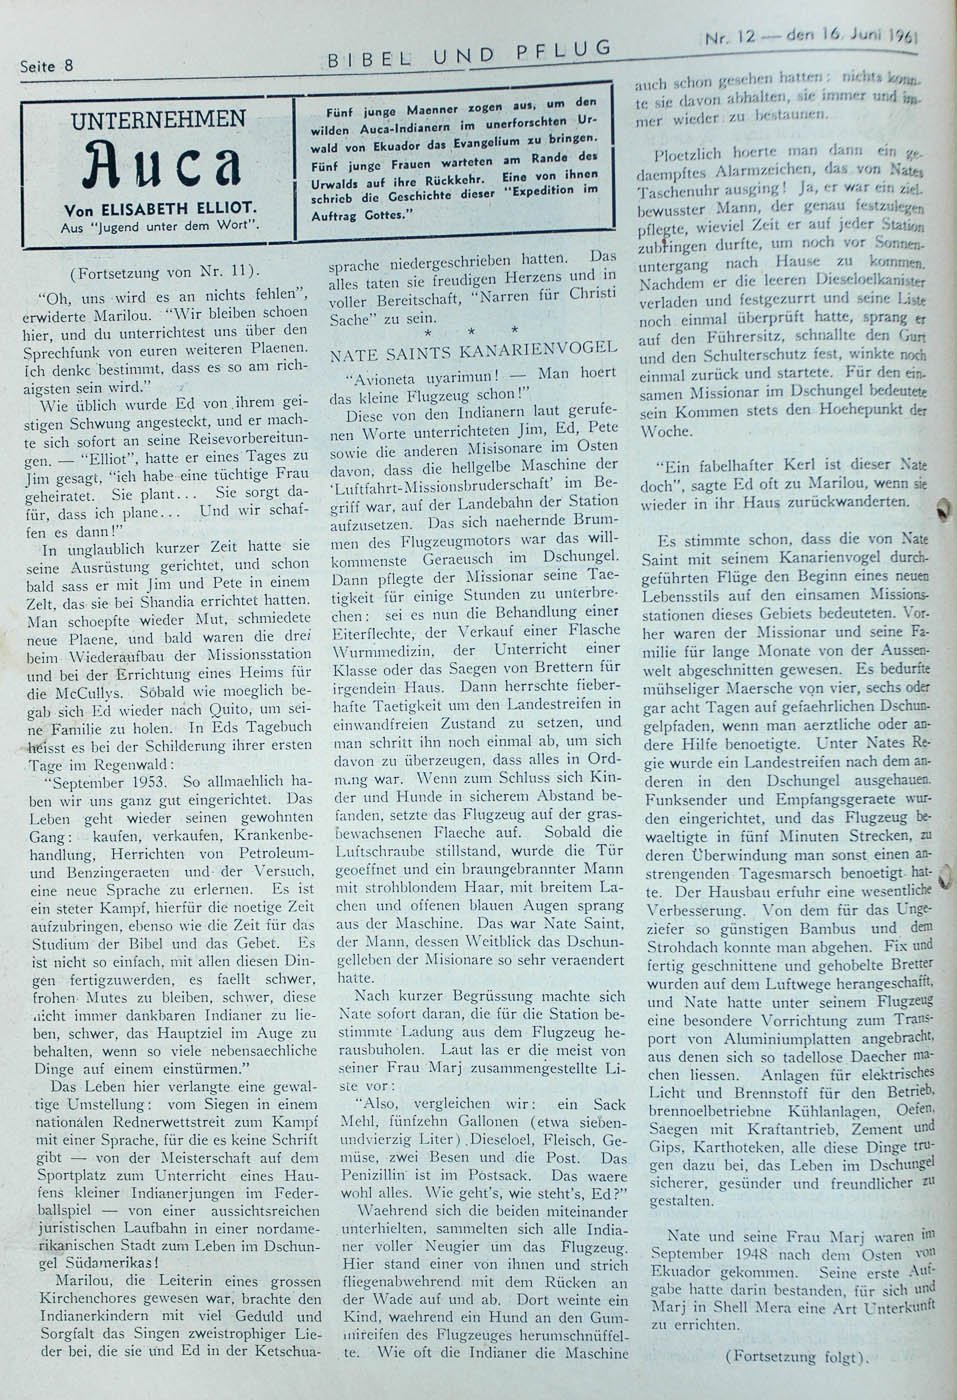 Seite 8
BIBEL UND PFLUG
Nr. 12 — den 16. Juni 1961
UNTERNEHMEN
Auca
Von ELISABETH ELLIOT.
Aus "Jugend unter dem Wort".
Fünf junge Maenner zogen aus, um den
wilden Auca-Indianern im unerforschten Ur-
wald von Ekuador das Evangelium zu bringen.
Fünf junge Frauen warteten am Rande des
Urwalds auf ihre Rückkehr. Eine von ihnen
schrieb die Geschichte dieser "Expedition im
Auftrag Gottes."
(Fortsetzung von Nr. 11).
"Oh, uns wird es an nichts fehlen",
erwiderte Marilou. "Wir bleiben schoen
hier, und du unterrichtest uns über den
Sprechfunk von euren weiteren Plaenen.
Ich denke bestimmt, dass es so am rich-
aigsten sein wird."
Wie üblich wurde Ed von ihrem gei-
stigen Schwung angesteckt, und er mach-
te sich sofort an seine Reisevorbereitun-
gen. — "Elliot", hatte er eines Tages zu
Jim gesagt, "ich habe eine tüchtige Frau
geheiratet. Sie plant... Sie sorgt da-
für, dass ich plane... Und wir schaf-
fen es dann!"
In unglaublich kurzer Zeit hatte sie
seine Ausrüstung gerichtet, und schon
bald sass er mit Jim und Pete in einem
Zelt, das sie bei Shandia errichtet hatten.
Man schoepfte wieder Mut, schmiedete
neue Plaene, und bald waren die drei
beim Wiederaufbau der Missionsstation
und bei der Errichtung eines Heims für
die McCullys. Sobald wie moeglich be-
gab sich Ed wieder nach Quito, um sei-
ne Familie zu holen. In Eds Tagebuch
heisst es bei der Schilderung ihrer ersten
Tage im Regenwald:
"September 1953. So allmaehlich ha-
ben wir uns ganz gut eingerichtet. Das
Leben geht wieder seinen gewohnten
Gang: kaufen, verkaufen, Krankenbe-
handlung, Herrichten von Petroleum-
und Benzingeraeten und der Versuch,
eine neue Sprache zu erlernen. Es ist
ein steter Kampf, hierfür die noetige Zeit
aufzubringen, ebenso wie die Zeit für das
Studium der Bibel und das Gebet. Es
ist nicht so einfach, mit allen diesen Din-
gen fertigzuwerden, es faellt schwer,
frohen Mutes zu bleiben, schwer, diese
nicht immer dankbaren Indianer zu lie-
ben, schwer, das Hauptziel im Auge zu
behalten, wenn so viele nebensaechliche
Dinge auf einem einstürmen."
Das Leben hier verlangte eine gewal-
tige Umstellung: vom Siegen in einem
nationalen Rednerwettstreit zum Kampf
mit einer Sprache, für die es keine Schrift
gibt — von der Meisterschaft auf dem
Sportplatz zum Unterricht eines Hau-
fens kleiner Indianerjungen im Feder-
ballspiel — von einer aussichtsreichen
juristischen Laufbahn in einer nordame-
rikanischen Stadt zum Leben im Dschun-
gel Südamerikas!
Marilou, die Leiterin eines grossen
Kirchenchores gewesen war, brachte den
Indianerkindern mit viel Geduld und
Sorgfalt das Singen zweistrophiger Lie-
der bei, die sie und Ed in der Ketschua-
sprache niedergeschrieben hatten. Das
alles taten sie freudigen Herzens und in
voller Bereitschaft, "Narren für Christi
Sache" zu sein.
* * *
NATE SAINTS KANARIENVOGEL
"Avioneta uyarimun! — Man hoert
das kleine Flugzeug schon!"
Diese von den Indianern laut gerufe-
nen Worte unterrichteten Jim, Ed, Pete
sowie die anderen Misisonare im Osten
davon, dass die hellgelbe Maschine der
'Luftfahrt-Missionsbruderschaft' im Be-
griff war, auf der Landebahn der Station
aufzusetzen. Das sich naehernde Brum-
men des Flugzeugmotors war das will-
kommenste Geraeusch im Dschungel.
Dann pflegte der Missionar seine Tae-
tigkeit für einige Stunden zu unterbre-
chen: sei es nun die Behandlung einer
Eiterflechte, der Verkauf einer Flasche
Wurmmedizin, der Unterricht einer
Klasse oder das Saegen von Brettern für
irgendein Haus. Dann herrschte fieber-
hafte Taetigkeit um den Landestreifen in
einwandfreien Zustand zu setzen, und
man schritt ihn noch einmal ab, um sich
davon zu überzeugen, dass alles in Ord-
nung war. Wenn zum Schluss sich Kin-
der und Hunde in sicherem Abstand be-
fanden, setzte das Flugzeug auf der gras-
bewachsenen Flaeche auf. Sobald die
Luftschraube stillstand, wurde die Tür
geoeffnet und ein braungebrannter Mann
mit strohblondem Haar, mit breitem La-
chen und offenen blauen Augen sprang
aus der Maschine. Das war Nate Saint,
der Mann, dessen Weitblick das Dschun-
gelleben der Misionare so sehr veraendert
hatte.
Nach kurzer Begrüssung machte sich
Nate sofort daran, die für die Station be-
stimmte Ladung aus dem Flugzeug he-
rausbuholen. Laut las er die meist von
seiner Frau Marj zusammengestellte Li-
ste vor:
"Also, vergleichen wir: ein Sack
Mehl, fünfzehn Gallonen (etwa sieben-
undvierzig Liter) Dieseloel, Fleisch, Ge-
müse, zwei Besen und die Post. Das
Penizillin ist im Postsack. Das waere
wohl alles. Wie geht's, wie steht's, Ed?"
Waehrend sich die beiden miteinander
unterhielten, sammelten sich alle India-
ner voller Neugier um das Flugzeug.
Hier stand einer von ihnen und strich
fliegenabwehrend mit dem Rücken an
der Wade auf und ab. Dort weinte ein
Kind, waehrend ein Hund an den Gum-
mireifen des Flugzeuges herumschnüffel-
te. Wie oft die Indianer die Maschine
auch schon gesehen hatten: nichts konn-
te sie davon abhalten, sie immer und im-
mer wieder zu bestaunen.
Ploetzlich hoerte man dann ein ge-
daempftes Alarmzeichen, das von Nates
Taschenuhr ausging! Ja, er war ein ziel-
bewusster Mann, der genau festzulegen
pflegte, wieviel Zeit er auf jeder Station
zubringen durfte, um noch vor Sonnen-
untergang nach Hause zu kommen.
Nachdem er die leeren Dieseloelkanister
verladen und festgezurrt und seine Liste
noch einmal überprüft hatte, sprang er
auf den Führersitz, schnallte den Gurt
und den Schulterschutz fest, winkte noch
einmal zurück und startete. Für den ein-
samen Missionar im Dschungel bedeutete
sein Kommen stets den Hoehepunkt der
Woche.
"Ein fabelhafter Kerl ist dieser Nate
doch", sagte Ed oft zu Marilou, wenn sie
wieder in ihr Haus zurückwanderten.
Es stimmte schon, dass die von Nate
Saint mit seinem Kanarienvogel durch-
geführten Flüge den Beginn eines neuen
Lebensstils auf den einsamen Missions-
stationen dieses Gebiets bedeuteten. Vor-
her waren der Missionar und seine Fa-
milie für lange Monate von der Aussen-
welt abgeschnitten gewesen. Es bedurfte
mühseliger Maersche von vier, sechs oder
gar acht Tagen auf gefaehrlichen Dschun-
gelpfaden, wenn man aerztliche oder an-
dere Hilfe benoetigte. Unter Nates Re-
gie wurde ein Landestreifen nach dem an-
deren in den Dschungel ausgehauen.
Funksender und Empfangsgeraete wur-
den eingerichtet, und das Flugzeug be-
waeltigte in fünf Minuten Strecken, zu
deren Überwindung man sonst einen an-
strengenden Tagesmarsch benoetigt hat-
te. Der Hausbau erfuhr eine wesentliche
Verbesserung. Von dem für das Unge-
ziefer so günstigen Bambus und dem
Strohdach konnte man abgehen. Fix und
fertig geschnittene und gehobelte Bretter
wurden auf dem Luftwege herangeschafft,
und Nate hatte unter seinem Flugzeug
eine besondere Vorrichtung zum Trans-
port von Aluminiumplatten angebracht,
aus denen sich so tadellose Daecher ma-
chen liessen. Anlagen für elektrisches
Licht und Brennstoff für den Betrieb,
brennoelbetriebne Kühlanlagen, Oefen,
Saegen mit Kraftantrieb, Zement und
Gips, Karthoteken, alle diese Dinge tru-
gen dazu bei, das Leben im Dschungel
sicherer, gesünder und freundlicher zu
gestalten.
Nate und seine Frau Marj waren im
September 1948 nach dem Osten von
Ekuador gekommen. Seine erste Auf-
gabe hatte darin bestanden, für sich und
Marj in Shell Mera eine Art Unterkunft
zu errichten.
(Fortsetzung folgt).